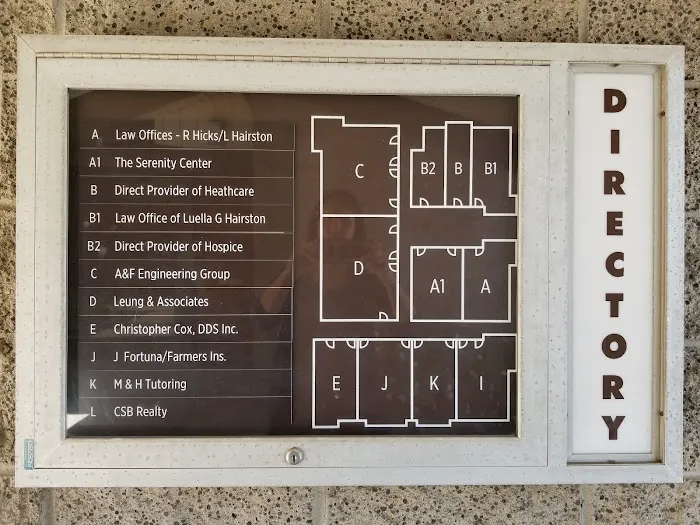 A Law Offices - R Hicks/L Hairston
A1 The Serenity Center
B Direct Provider of Heathcare
B1 Law Office of Luella G Hairston
B2 Direct Provider of Hospice
C A&F Engineering Group
D Leung & Associates
E Christopher Cox, DDS Inc.
J J Fortuna/Farmers Ins.
K M & H Tutoring
L CSB Realty
C
B2 B B1
D
A1 A
E J K I
DIRECTORY